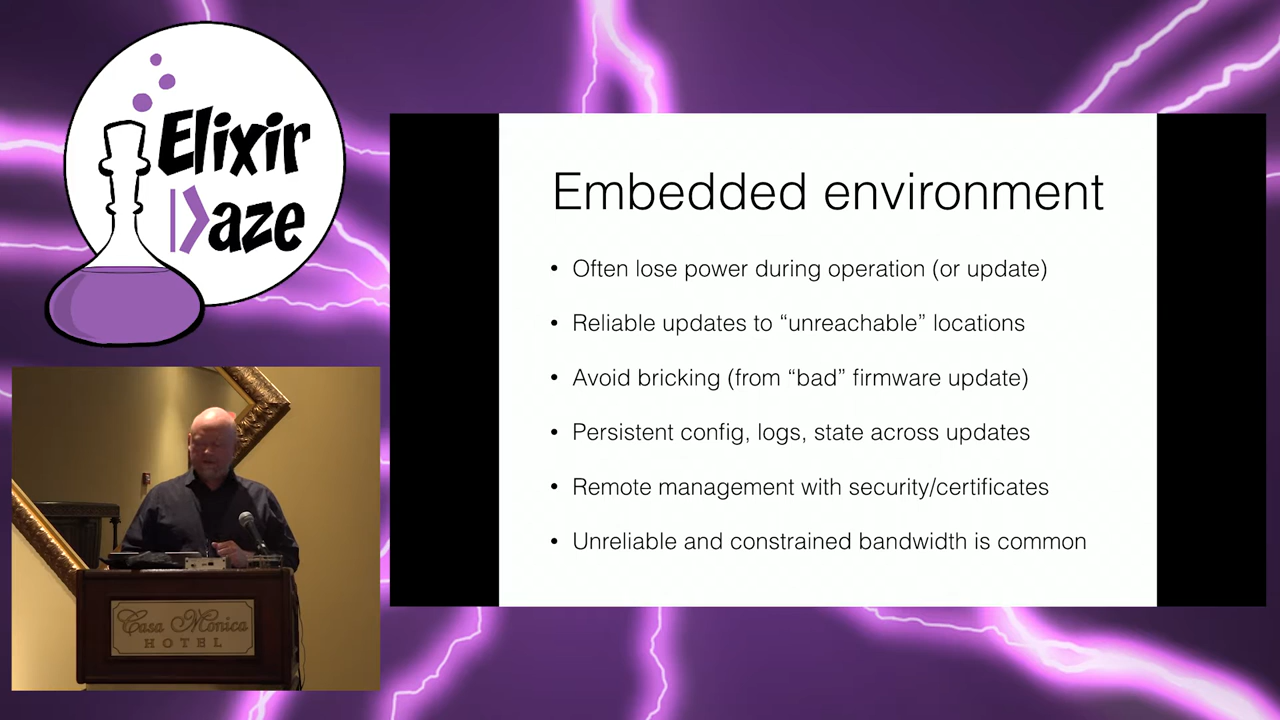 Elixir
Daze
Embedded environment
• Often lose power during operation (or update)
• Reliable updates to “unreachable” locations
• Avoid bricking (from “bad” firmware update)
• Persistent config, logs, state across updates
• Remote management with security/certificates
• Unreliable and constrained bandwidth is common
Casa Monica
HOTEL